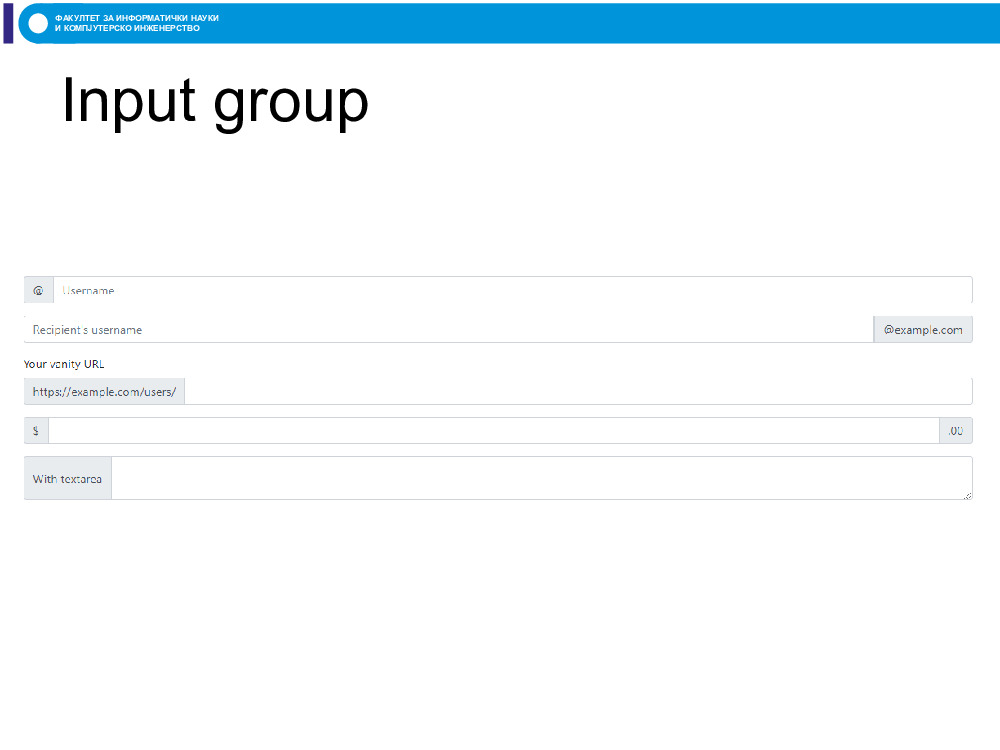 ФАКУЛТЕТ ЗА ИНФОРМАТИЧКИ НАУКИ
И КОМПЈУТЕРСКО ИНЖЕНЕРСТВО
Input group
@ Username
Recipient's username @example.com
Your vanity URL
https://example.com/users/
$ .00
With textarea